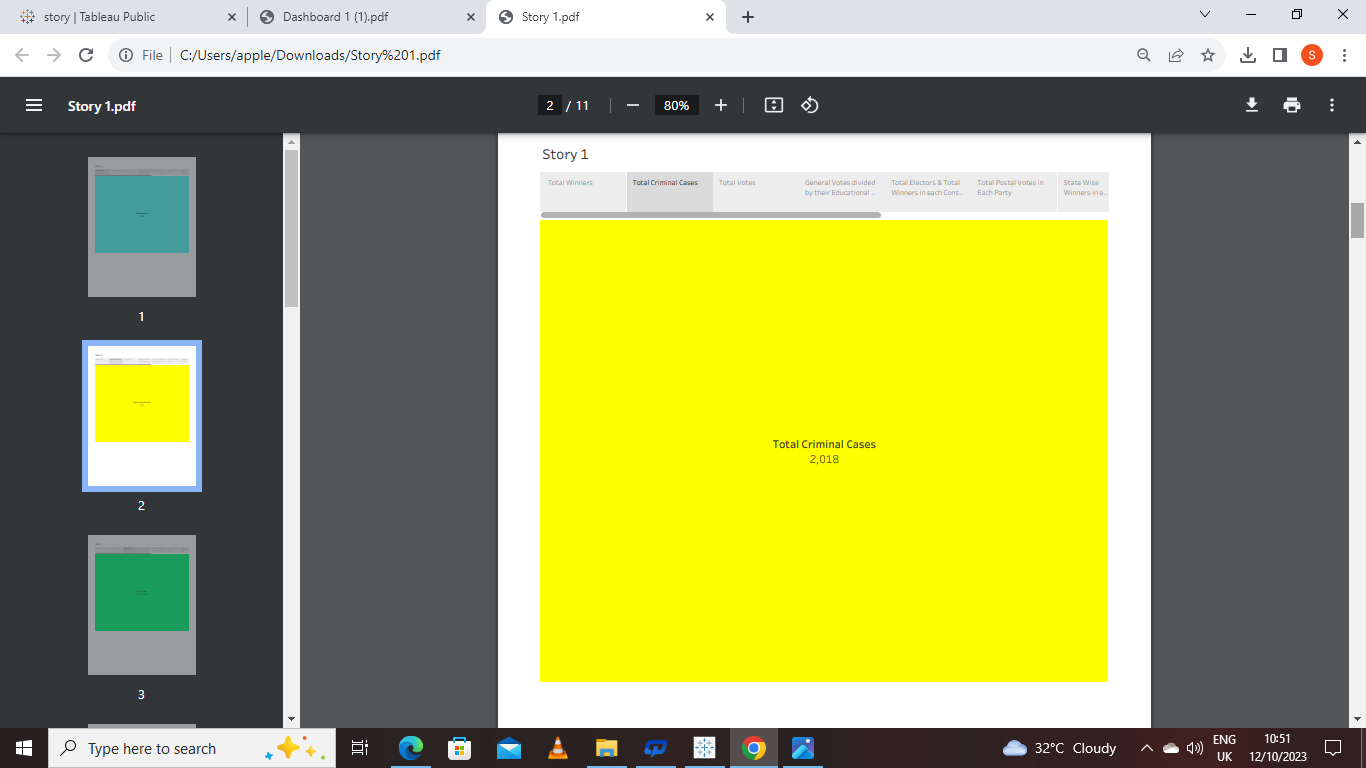 story | Tableau Public
Dashboard 1 (1).pdf
Story 1.pdf
File
C:/Users/apple/Downloads/Story%201.pdf
S
Story 1.pdf
2 / 11
80%
1
2
3
Story 1
Total Winners
Total Criminal Cases
Total Votes
General Votes divided
by their Educational ..
Total Electors & Total
Winners in each Cons..
Total Postal Votes in
Each Party
State Wise
Winners in e..
Total Criminal Cases
2,018
Type here to search
32°C Cloudy
ENG
UK
10:51
12/10/2023